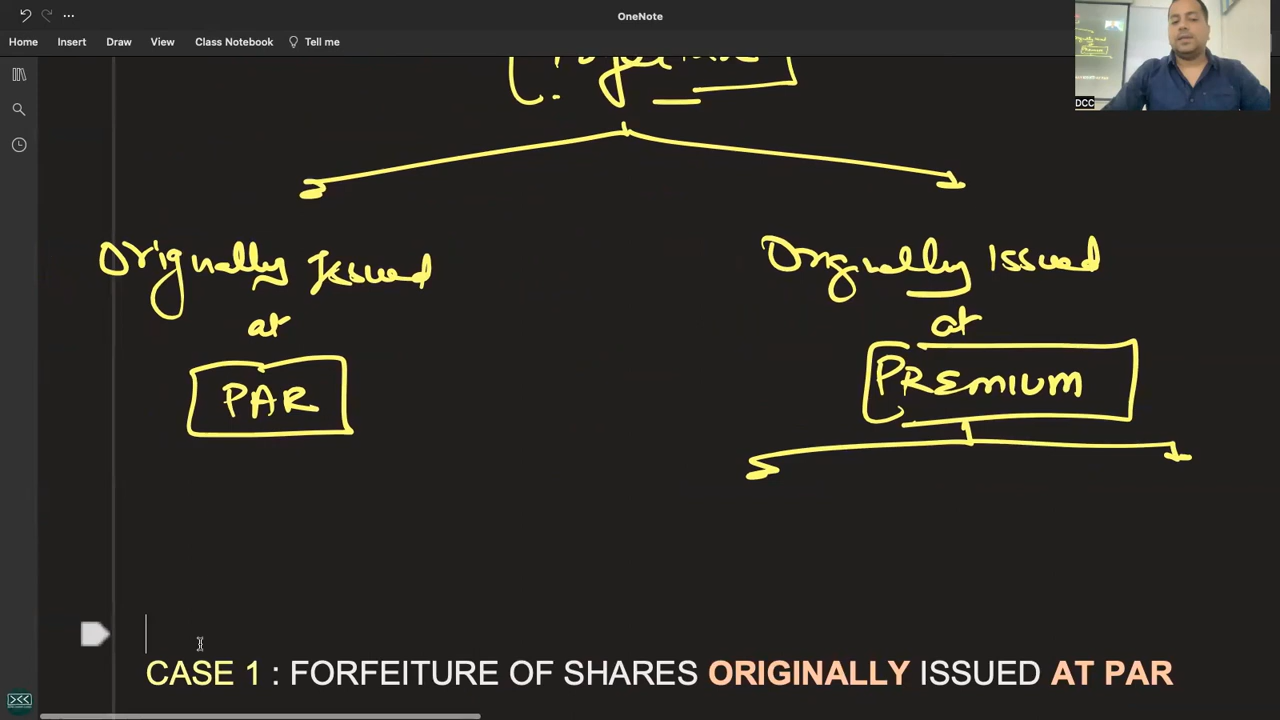 OneNote
Home Insert Draw View Class Notebook Tell me
DCC
Originally Issued
at
PAR
Originally Issued
at
PREMIUM
CASE 1 : FORFEITURE OF SHARES ORIGINALLY ISSUED AT PAR